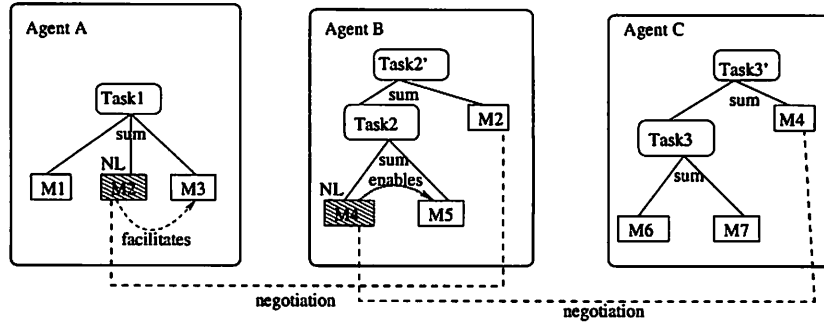 Agent A
Task1
sum
NL
M1
M2
M3
facilitates
Agent B
Task2'
sum
Task2
M2
sum
enables
NL
M4
M5
Agent C
Task3'
sum
M4
Task3
sum
M6
M7
negotiation
negotiation